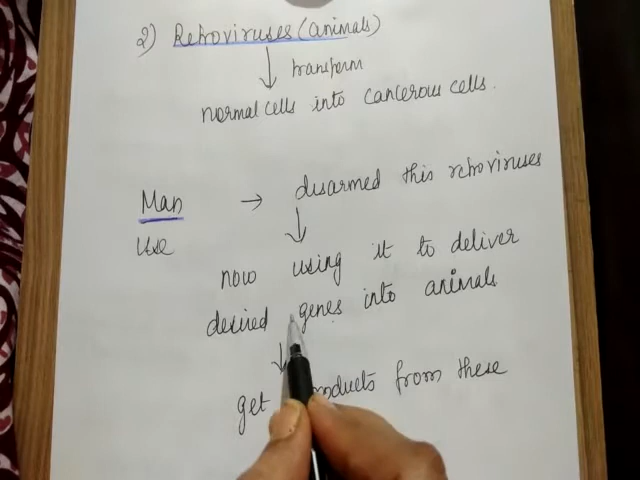 2) Retroviruses (animals)
transform
normal cells into cancerous cells.
Man → disarmed this retroviruses
Use
now using it to deliver
desired genes into animals
get products from these